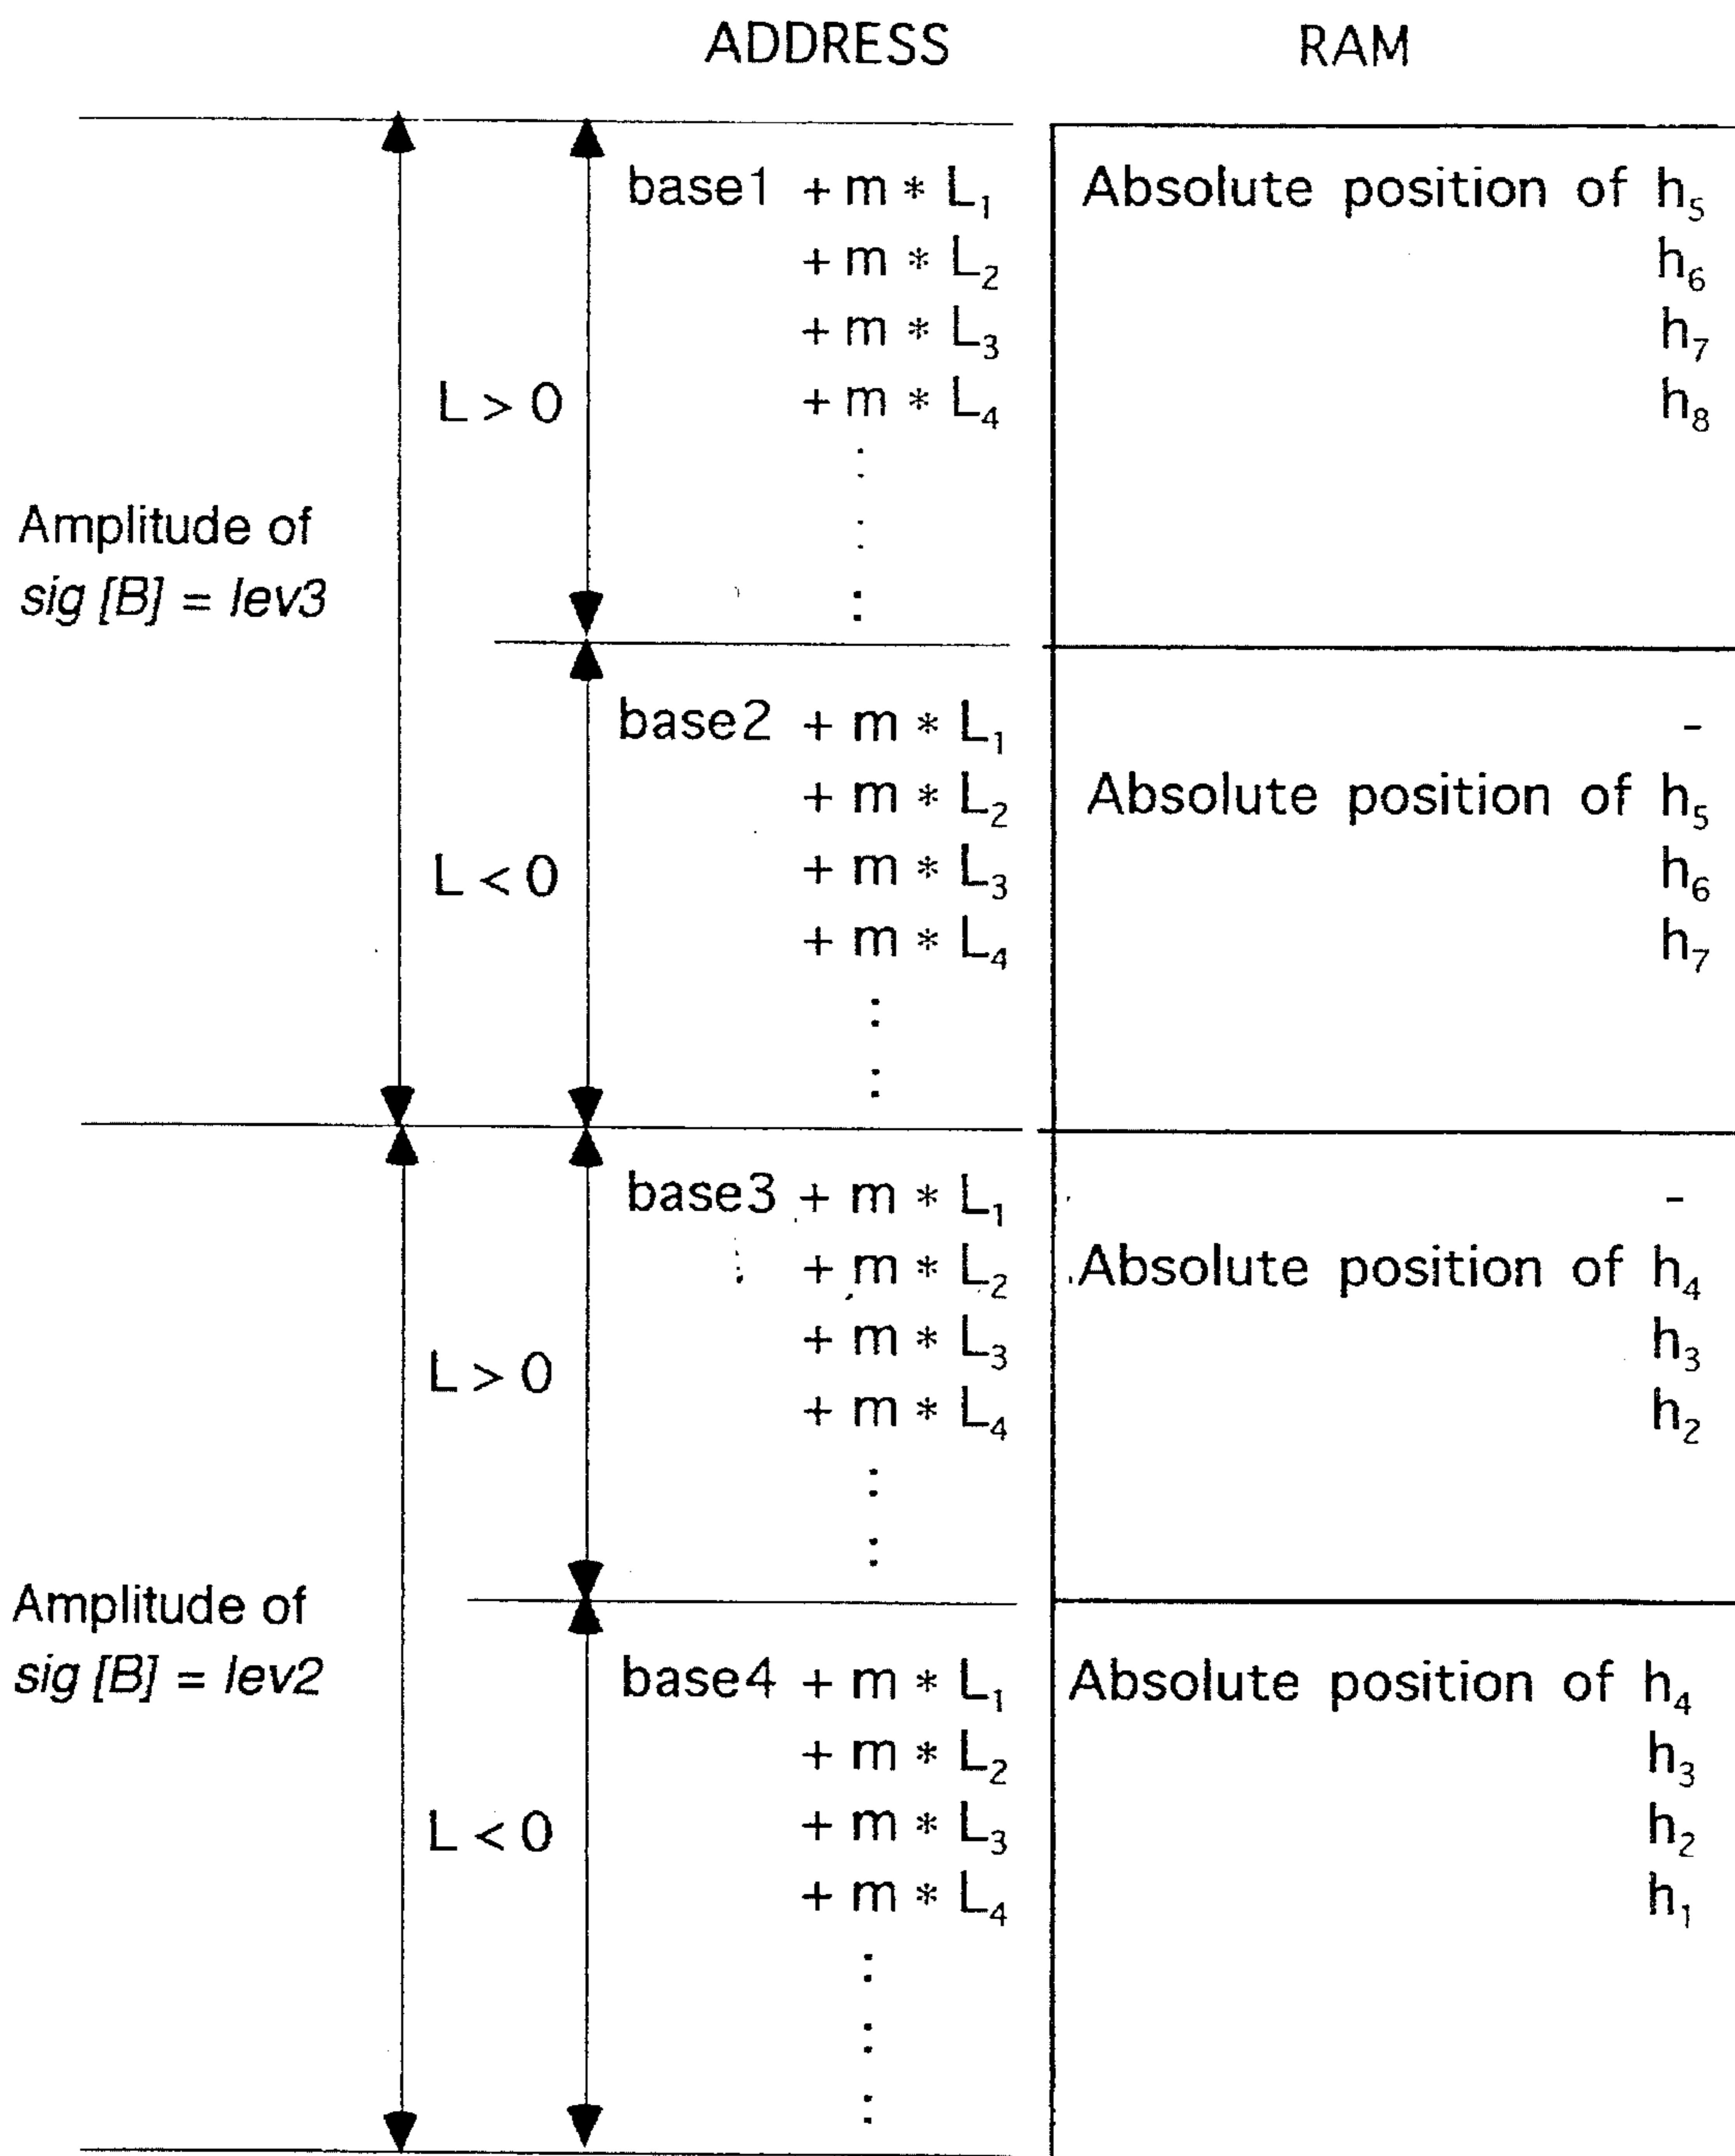 ADDRESS RAM
base1 + m * L₁ Absolute position of h₅
+ m * L₂ h₆
+ m * L₃ h₇
L > 0 + m * L₄ h₈
Amplitude of
sig [B] = lev3
base2 + m * L₁ -
+ m * L₂ Absolute position of h₅
L < 0 + m * L₃ h₆
+ m * L₄ h₇
base3 + m * L₁ -
+ m * L₂ Absolute position of h₄
L > 0 + m * L₃ h₃
+ m * L₄ h₂
Amplitude of
sig [B] = lev2
base4 + m * L₁ Absolute position of h₄
+ m * L₂ h₃
L < 0 + m * L₃ h₂
+ m * L₄ h₁